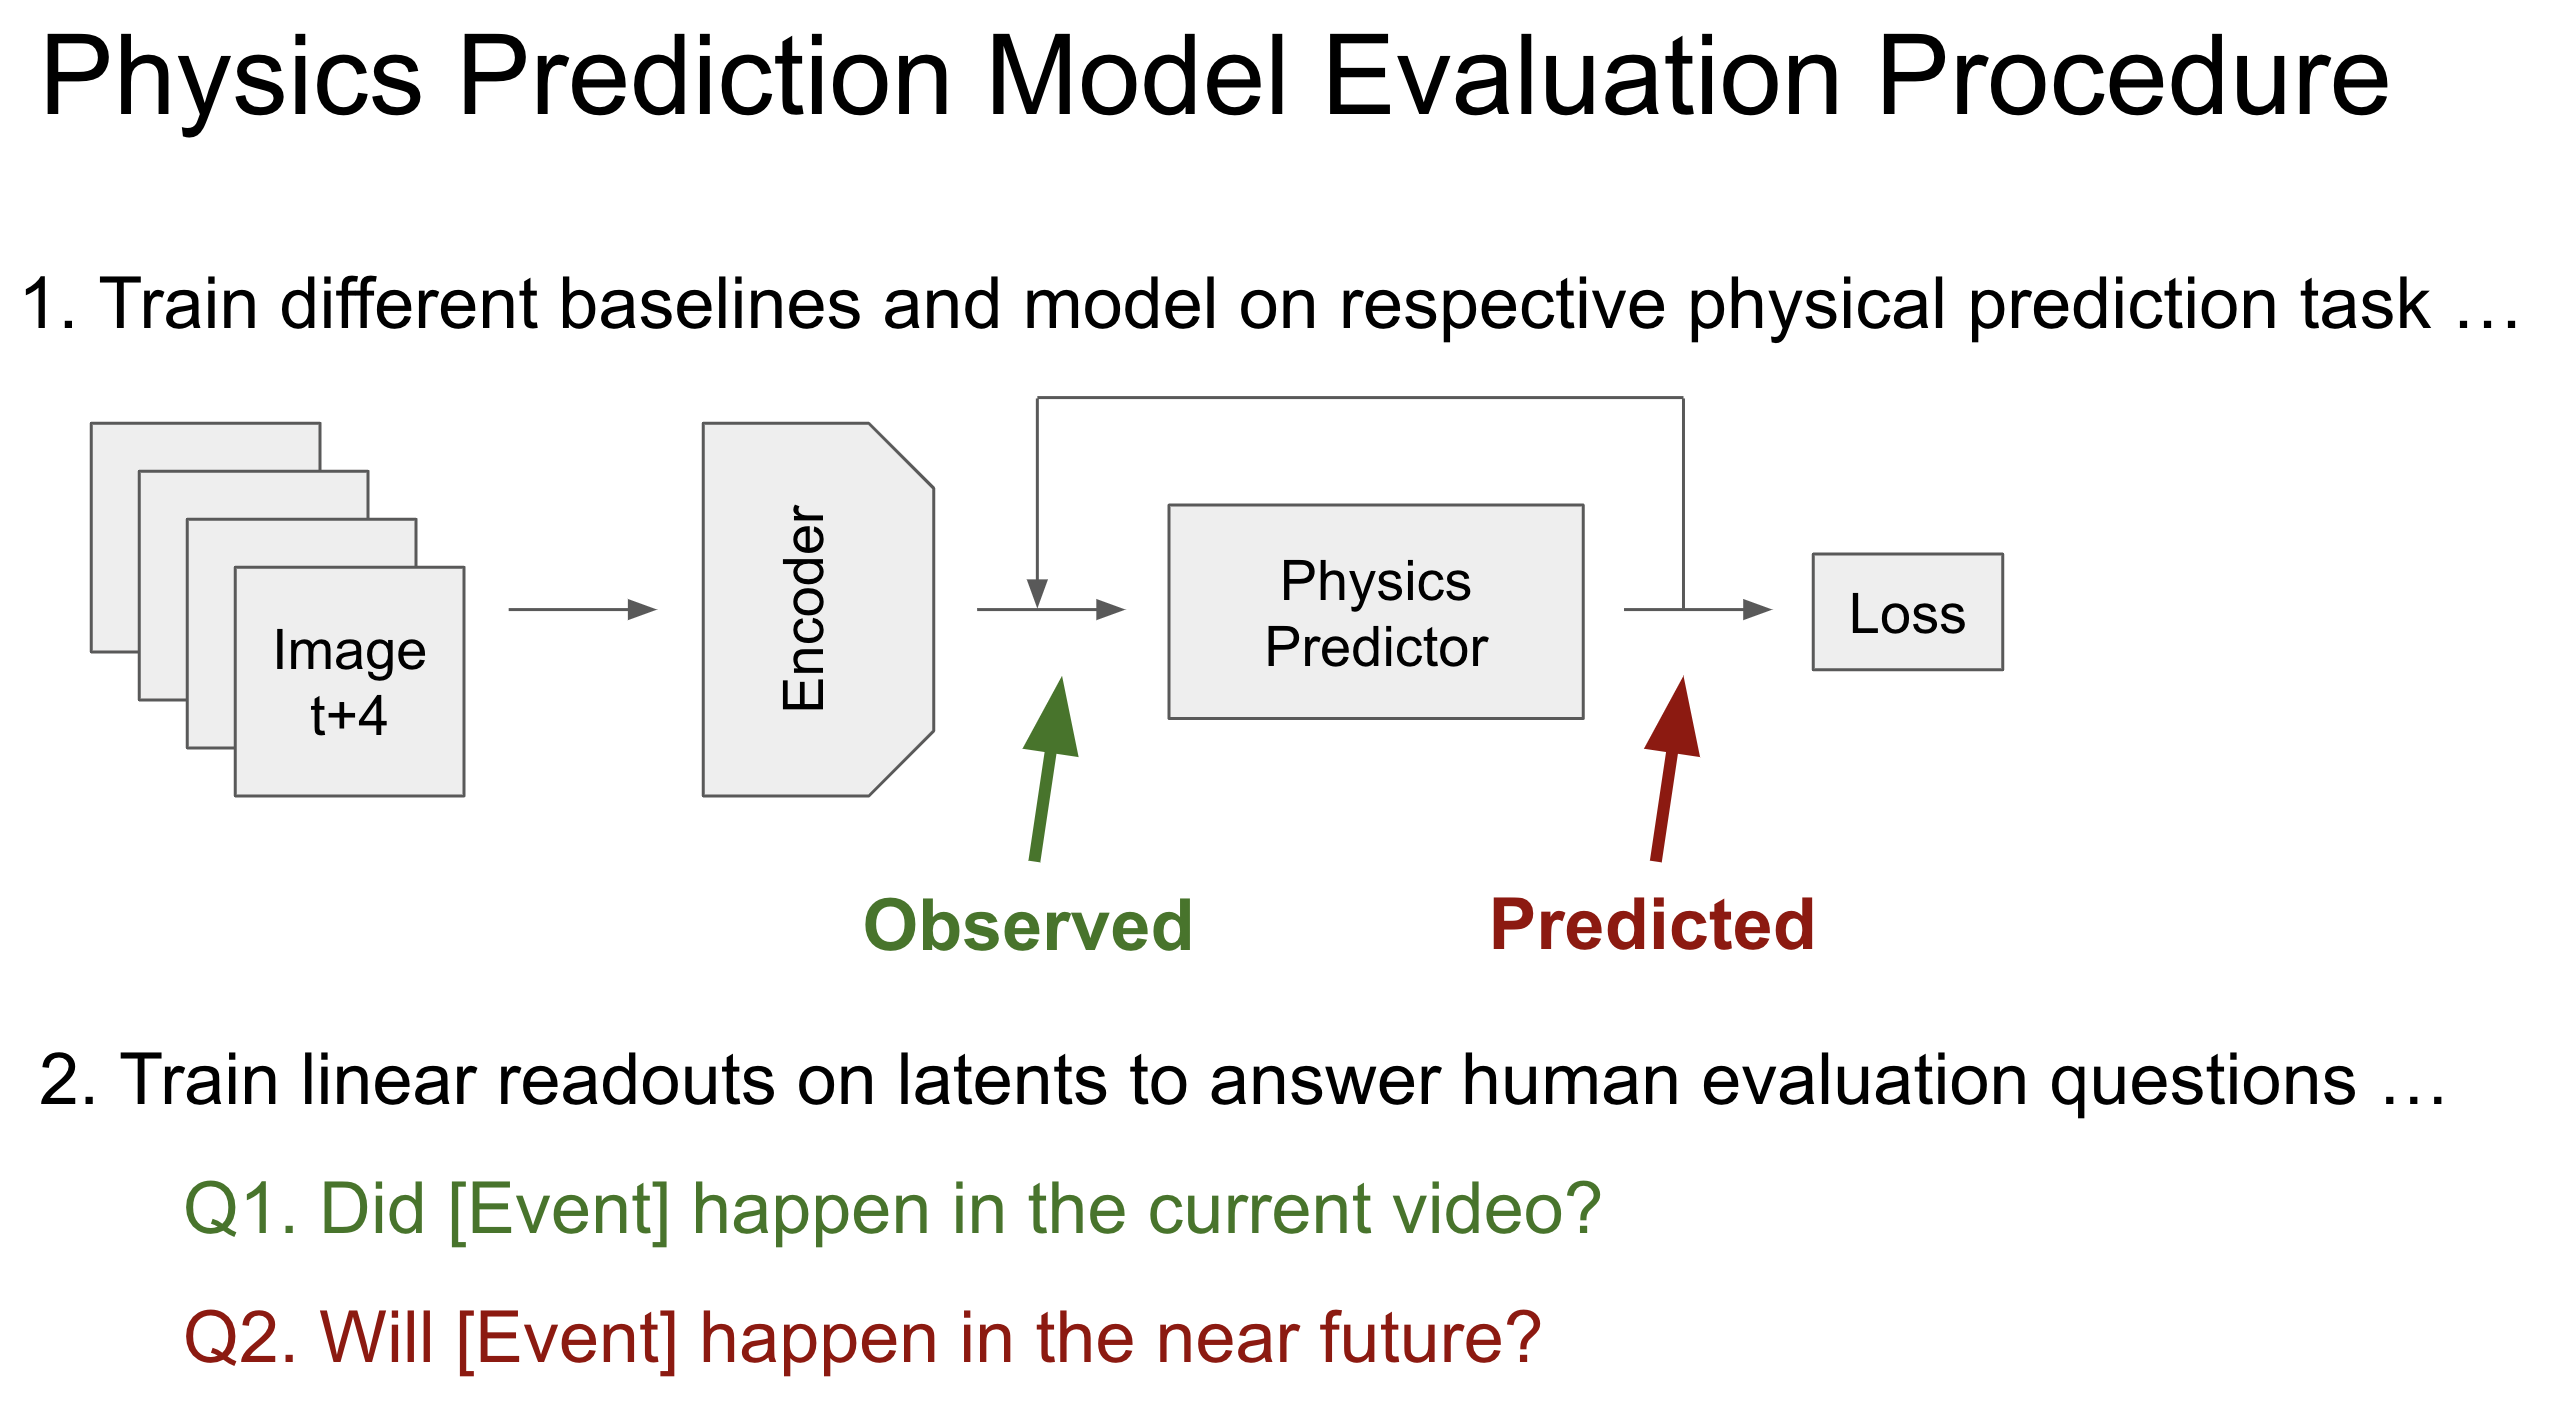 Physics Prediction Model Evaluation Procedure
1. Train different baselines and model on respective physical prediction task …
Image
t+4
Encoder
Physics
Predictor
Loss
Observed
Predicted
2. Train linear readouts on latents to answer human evaluation questions …
Q1. Did [Event] happen in the current video?
Q2. Will [Event] happen in the near future?